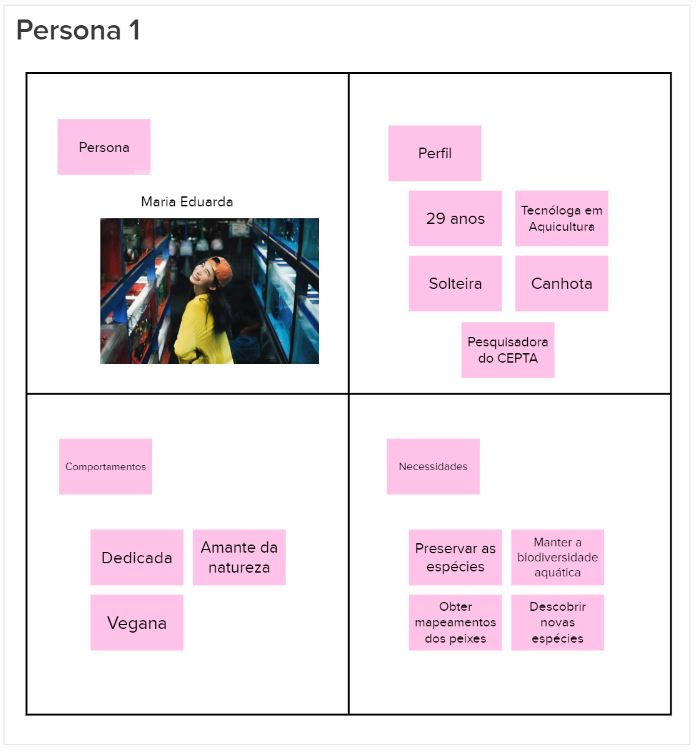 Persona 1
Persona
Maria Eduarda
Perfil
29 anos
Tecnóloga em
Aquicultura
Solteira
Canhota
Pesquisadora
do CEPTA
Comportamentos
Dedicada
Amante da
natureza
Vegana
Necessidades
Preservar as
espécies
Manter a
biodiversidade
aquática
Obter
mapeamentos
dos peixes
Descobrir
novas
espécies